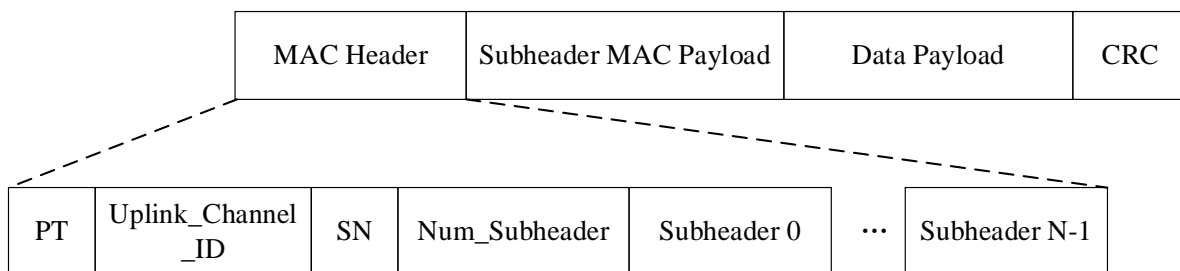 MAC Header
Subheader MAC Payload
Data Payload
CRC
PT
Uplink_Channel
_ID
SN
Num_Subheader
Subheader 0
...
Subheader N-1